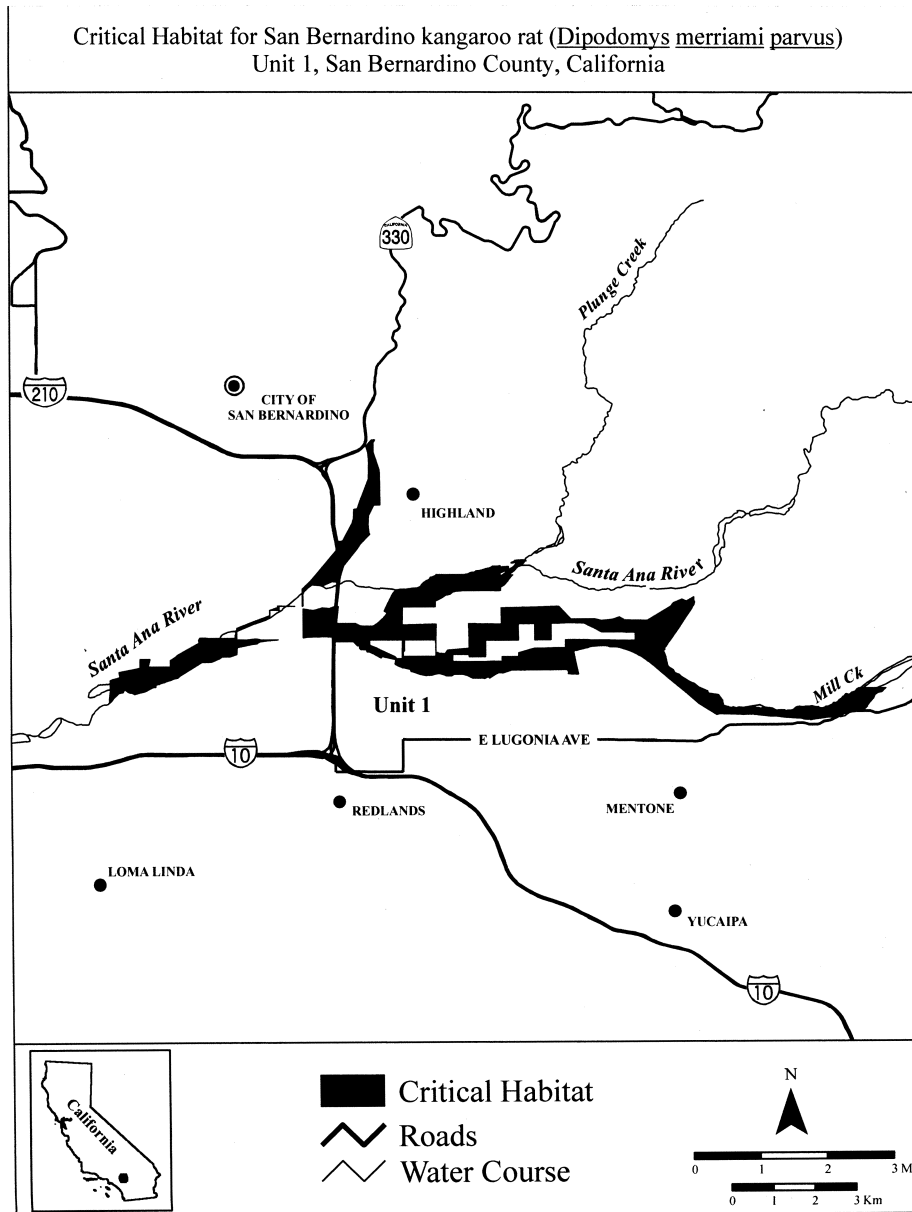 Critical Habitat for San Bernardino kangaroo rat (Dipodomys merriami parvus)
Unit 1, San Bernardino County, California
CALIFORNIA
330
Plunge Creek
210
CITY OF
SAN BERNARDINO
HIGHLAND
Santa Ana River
Santa Ana River
Mill Ck
Unit 1
10
E LUGONIA AVE
REDLANDS
MENTONE
LOMA LINDA
YUCAIPA
10
California
Critical Habitat
Roads
Water Course
N
0 1 2 3 M
0 1 2 3 Km